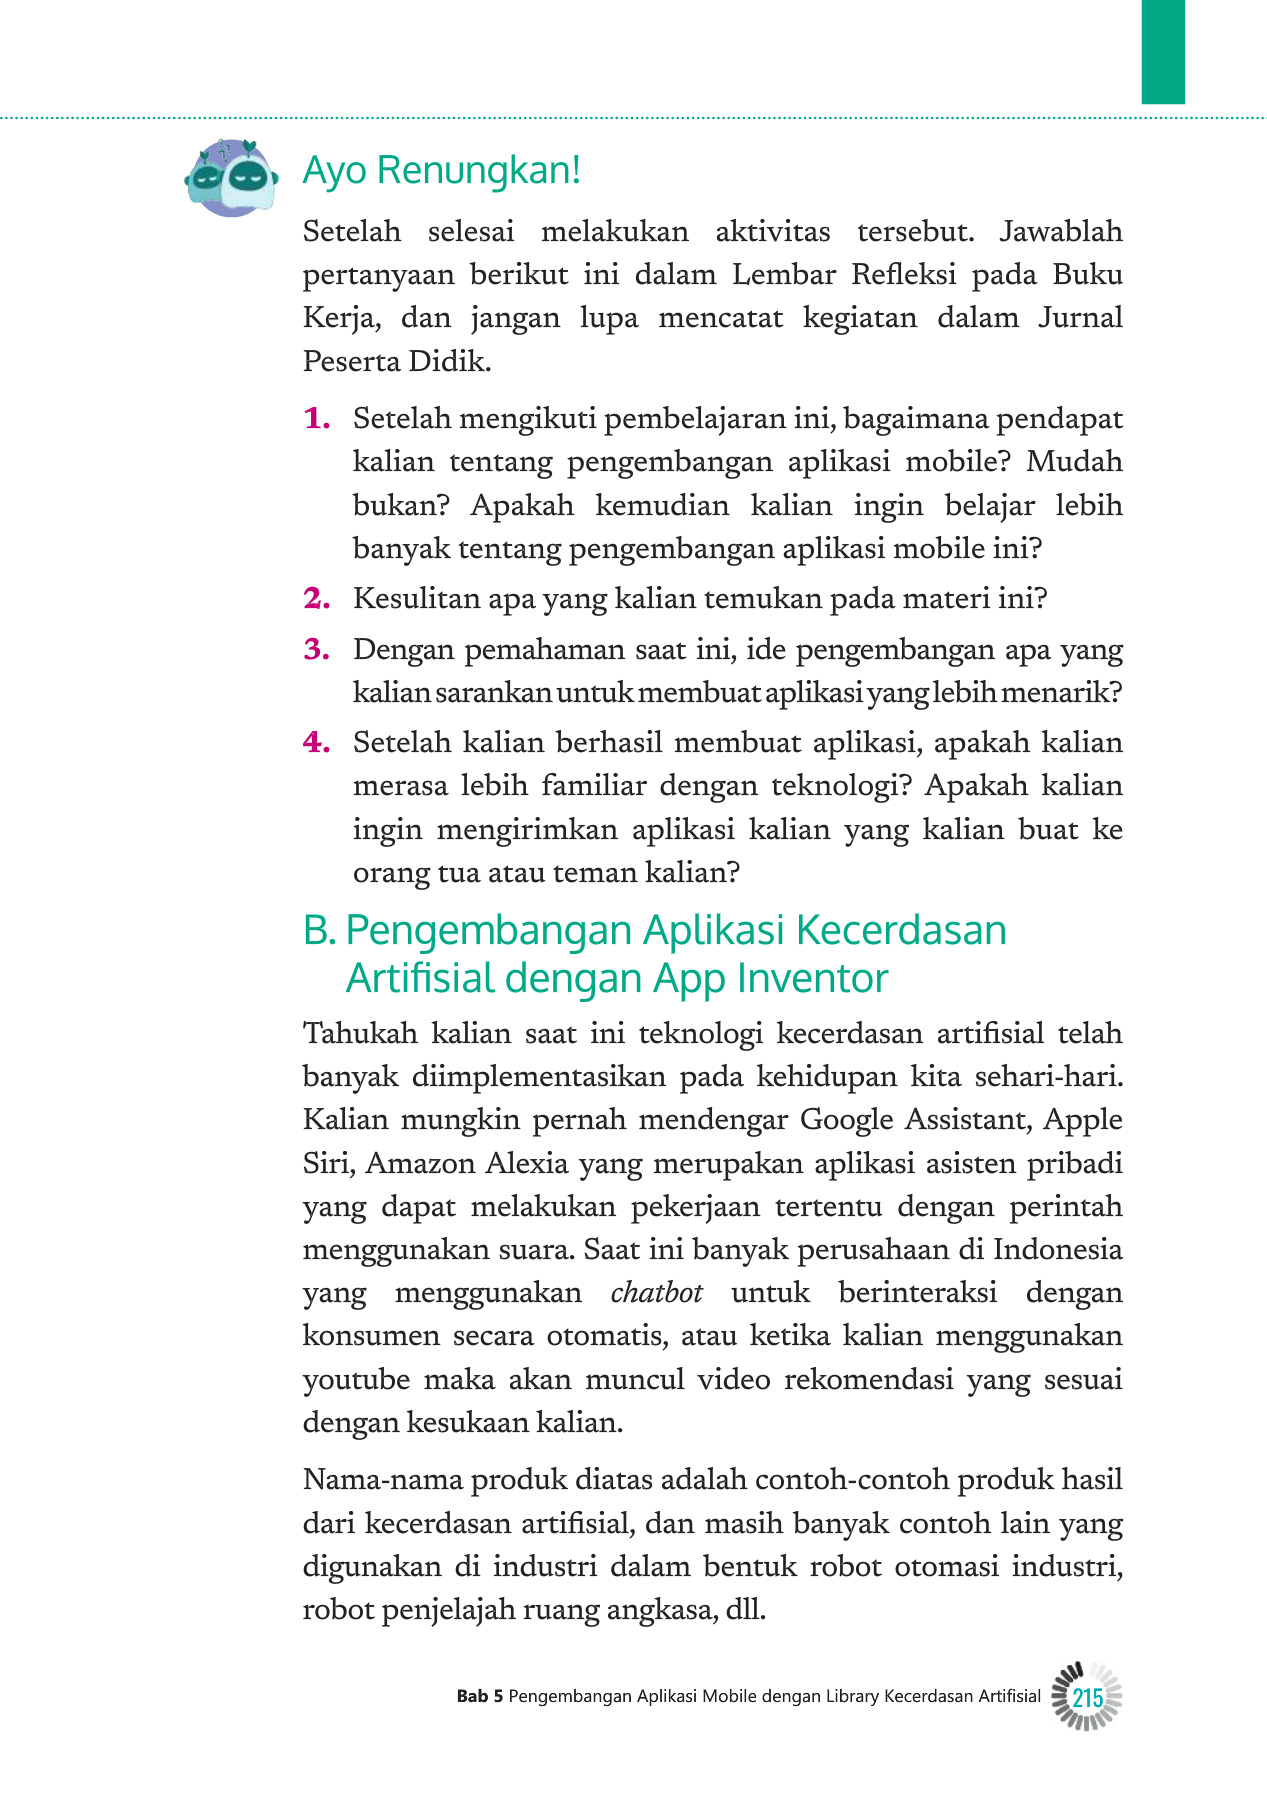 Ayo Renungkan!
Setelah selesai melakukan aktivitas tersebut. Jawablah
pertanyaan berikut ini dalam Lembar Refleksi pada Buku
Kerja, dan jangan lupa mencatat kegiatan dalam Jurnal
Peserta Didik.
1. Setelah mengikuti pembelajaran ini, bagaimana pendapat
kalian tentang pengembangan aplikasi mobile? Mudah
bukan? Apakah kemudian kalian ingin belajar lebih
banyak tentang pengembangan aplikasi mobile ini?
2. Kesulitan apa yang kalian temukan pada materi ini?
3. Dengan pemahaman saat ini, ide pengembangan apa yang
kalian sarankan untuk membuat aplikasi yang lebih menarik?
4. Setelah kalian berhasil membuat aplikasi, apakah kalian
merasa lebih familiar dengan teknologi? Apakah kalian
ingin mengirimkan aplikasi kalian yang kalian buat ke
orang tua atau teman kalian?
B. Pengembangan Aplikasi Kecerdasan
Artifisial dengan App Inventor
Tahukah kalian saat ini teknologi kecerdasan artifisial telah
banyak diimplementasikan pada kehidupan kita sehari-hari.
Kalian mungkin pernah mendengar Google Assistant, Apple
Siri, Amazon Alexia yang merupakan aplikasi asisten pribadi
yang dapat melakukan pekerjaan tertentu dengan perintah
menggunakan suara. Saat ini banyak perusahaan di Indonesia
yang menggunakan chatbot untuk berinteraksi dengan
konsumen secara otomatis, atau ketika kalian menggunakan
youtube maka akan muncul video rekomendasi yang sesuai
dengan kesukaan kalian.
Nama-nama produk diatas adalah contoh-contoh produk hasil
dari kecerdasan artifisial, dan masih banyak contoh lain yang
digunakan di industri dalam bentuk robot otomasi industri,
robot penjelajah ruang angkasa, dll.
Bab 5 Pengembangan Aplikasi Mobile dengan Library Kecerdasan Artifisial
215